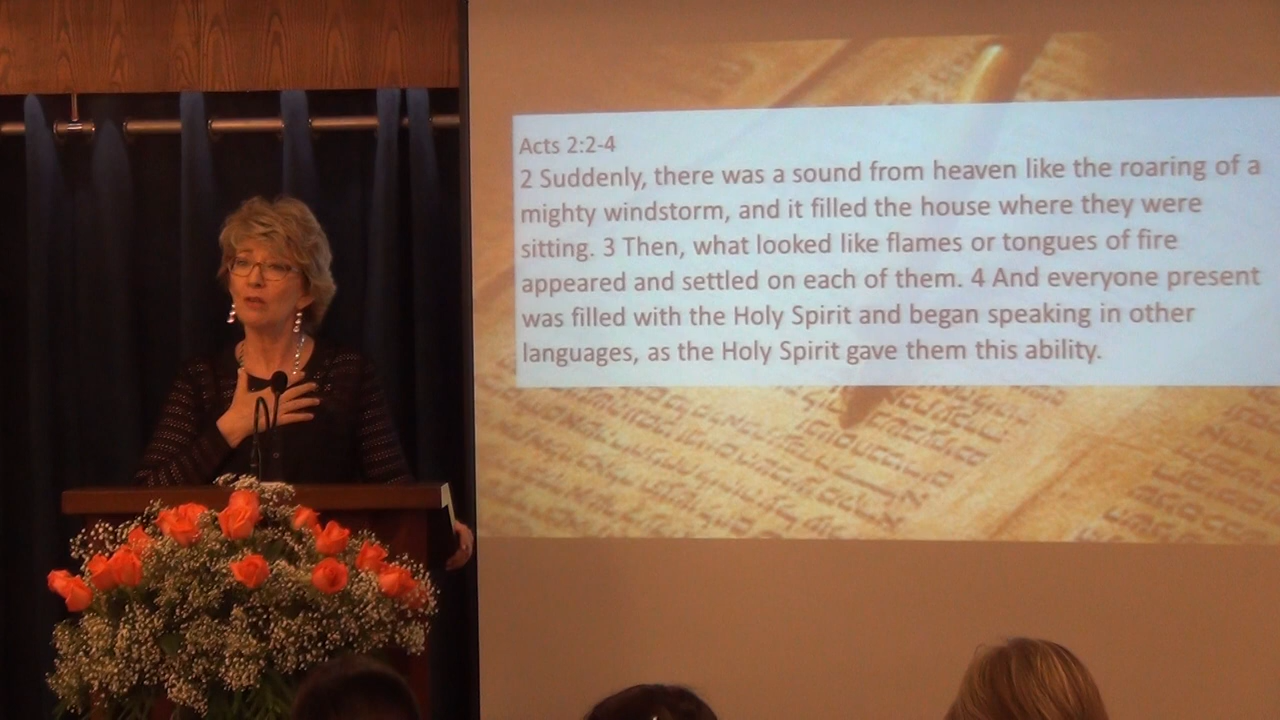 Acts 2:2-4
2 Suddenly, there was a sound from heaven like the roaring of a
mighty windstorm, and it filled the house where they were
sitting. 3 Then, what looked like flames or tongues of fire
appeared and settled on each of them. 4 And everyone present
was filled with the Holy Spirit and began speaking in other
languages, as the Holy Spirit gave them this ability.